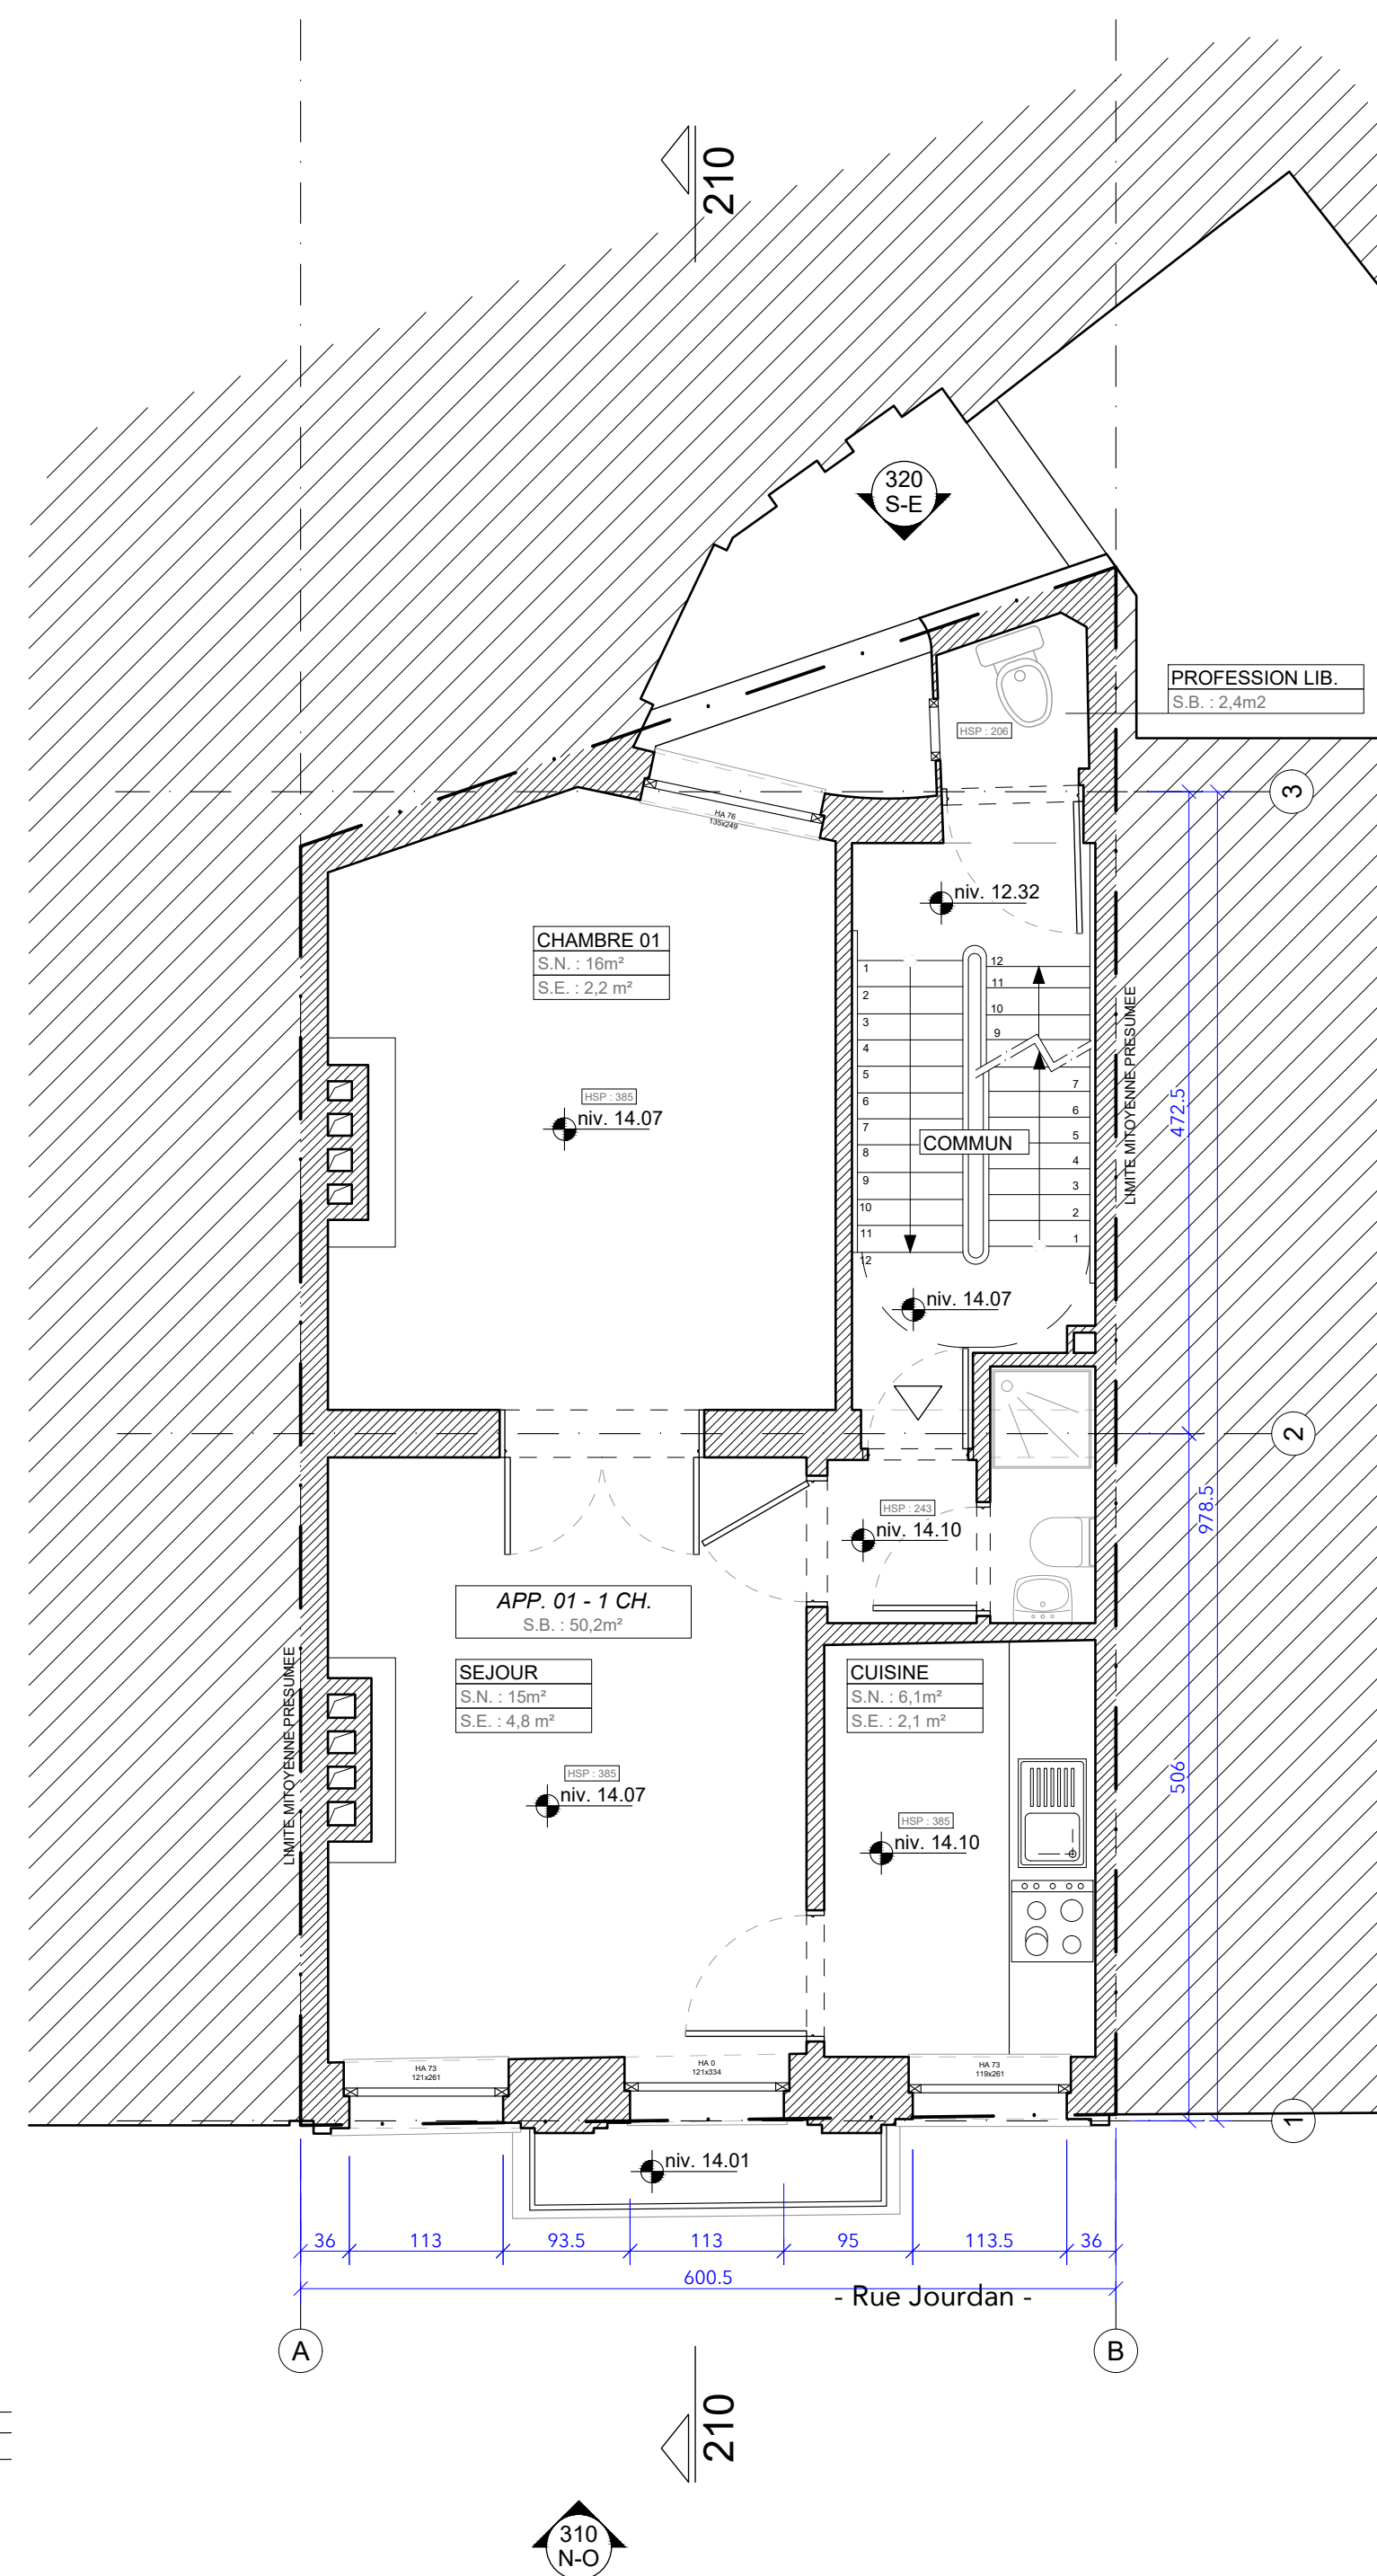 210
320
S-E
PROFESSION LIB.
S.B. : 2,4m2
HSP : 206
3
HA 76
135x249
niv. 12.32
CHAMBRE 01
S.N. : 16m²
S.E. : 2,2 m²
1
2
3
4
5
6
7
8
9
10
11
12
12
11
10
9
7
6
5
4
3
2
1
LIMITE MITOYENNE PRESUMEE
472.5
HSP : 385
niv. 14.07
COMMUN
niv. 14.07
2
HSP : 243
niv. 14.10
978.5
APP. 01 - 1 CH.
S.B. : 50,2m²
SEJOUR
S.N. : 15m²
S.E. : 4,8 m²
CUISINE
S.N. : 6,1m²
S.E. : 2,1 m²
LIMITE MITOYENNE PRESUMEE
506
HSP : 385
niv. 14.07
HSP : 385
niv. 14.10
HA 73
121x261
HA 0
121x334
HA 73
119x261
1
niv. 14.01
36 113 93.5 113 95 113.5 36
600.5
- Rue Jourdan -
A
B
210
310
N-O